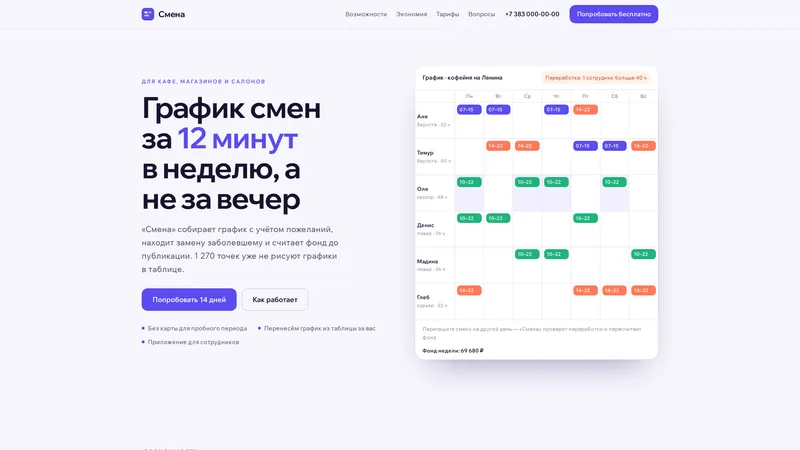 Смена
Возможности Экономия Тарифы Вопросы +7 383 000-00-00 Попробовать бесплатно
ДЛЯ КАФЕ, МАГАЗИНОВ И САЛОНОВ
График смен
за 12 минут
в неделю, а
не за вечер
«Смена» собирает график с учётом пожеланий,
находит замену заболевшему и считает фонд до
публикации. 1 270 точек уже не рисуют графики
в таблице.
Попробовать 14 дней Как работает
Без карты для пробного периода Перенесём график из таблицы за вас
Приложение для сотрудников
График · кофейня на Ленина Переработка: 1 сотрудник больше 40 ч
Пн Вт Ср Чт Пт Сб Вс
Аня
бариста · 32 ч
07–15 07–15 07–15 14–22
Тимур
бариста · 40 ч
14–22 14–22 07–15 07–15 14–22
Оля
кассир · 48 ч
10–22 10–22 10–22 10–22
Денис
повар · 36 ч
10–22 10–22 10–22
Мадина
повар · 36 ч
10–22 10–22 10–22
Глеб
курьер · 32 ч
14–22 14–22 14–22 14–22
Перетащите смену на другой день — «Смена» проверит переработки и пересчитает
фонд
Фонд недели: 69 680 ₽